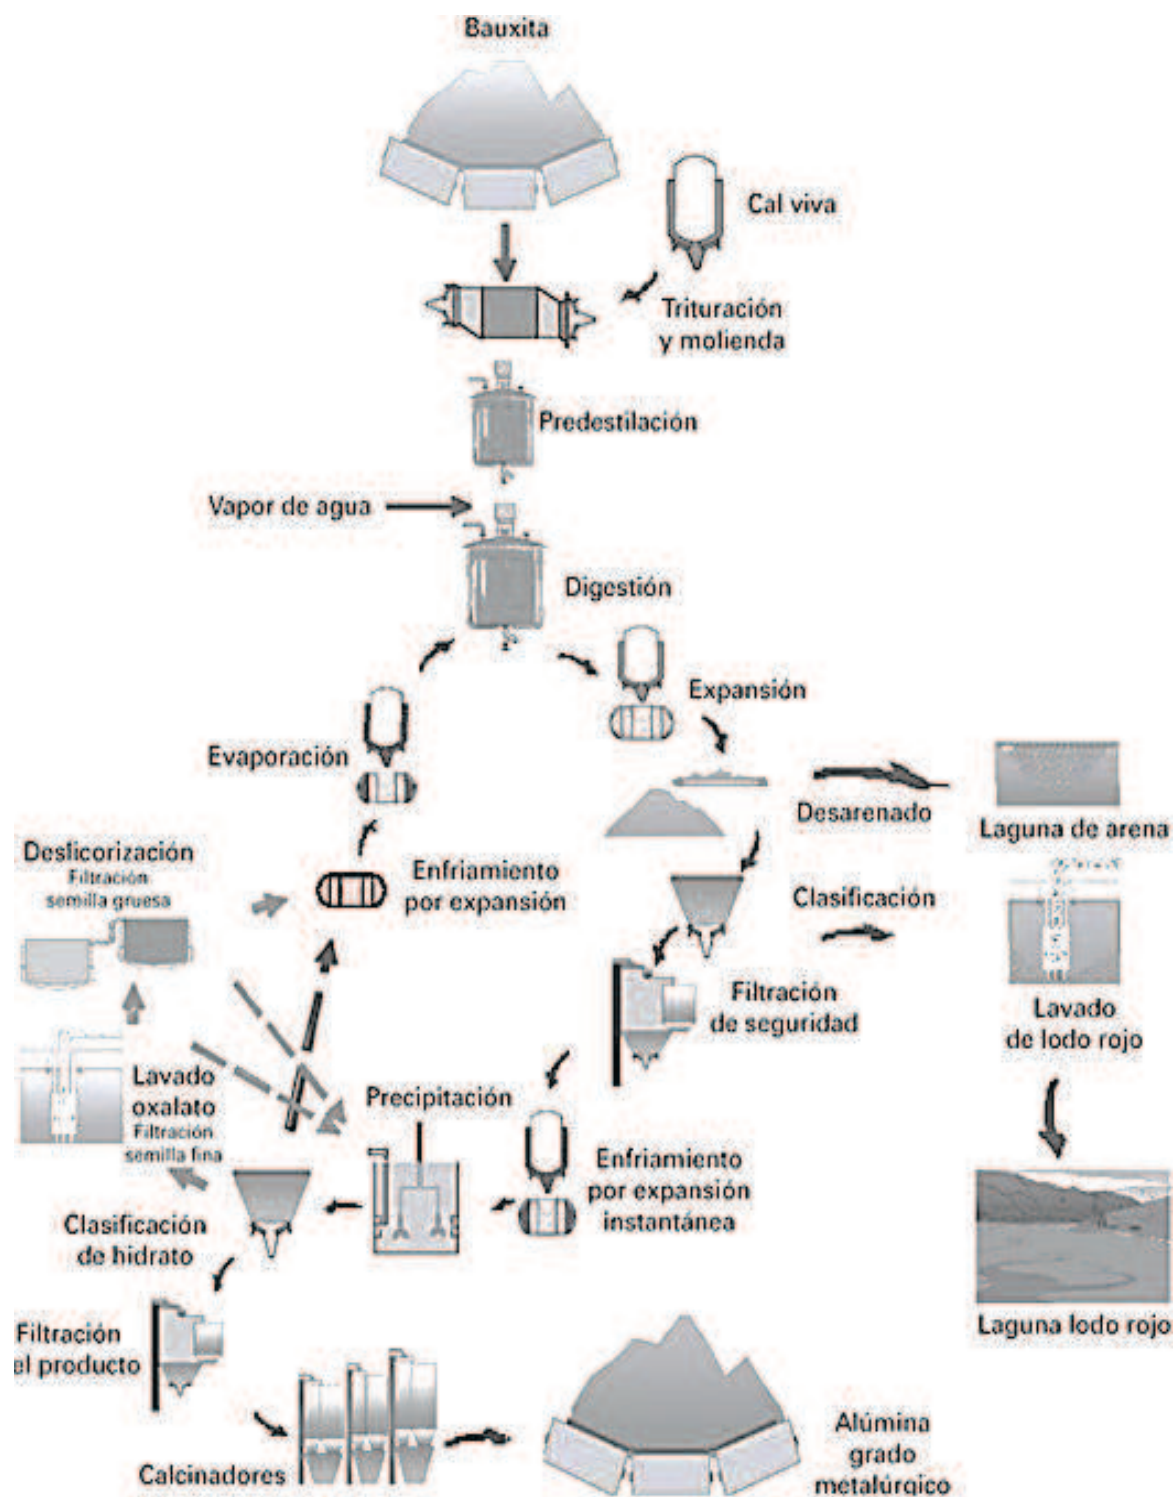 Bauxita
Cal viva
Trituración
y molienda
Predestilación
Vapor de agua
Digestión
Expansión
Evaporación
Desarenado
Laguna de arena
Deslicorización
Filtración
semilla gruesa
Enfriamiento
por expansión
Clasificación
Filtración
de seguridad
Lavado
de lodo rojo
Lavado
oxalato
Filtración
semilla fina
Precipitación
Enfriamiento
por expansión
instantánea
Clasificación
de hidrato
Laguna lodo rojo
Filtración
el producto
Calcinadores
Alúmina
grado
metalúrgico